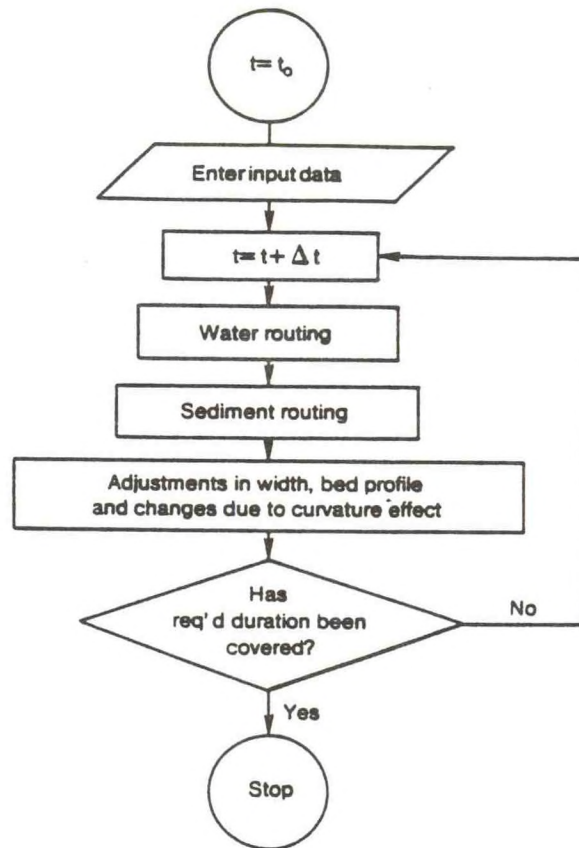 t= t₀
Enter input data
t= t + Δ t
Water routing
Sediment routing
Adjustments in width, bed profile
and changes due to curvature effect
Has
req'd duration been
covered?
No
Yes
Stop